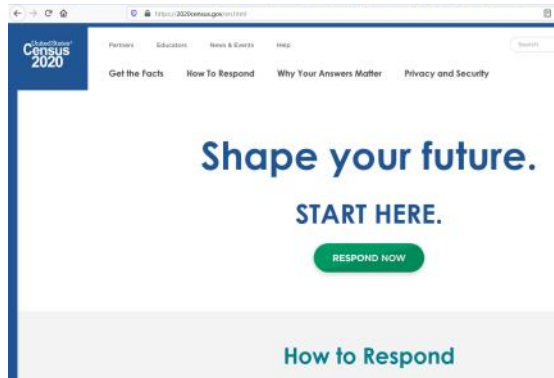 https://2020census.gov/en.html
United States®
Census
2020
Partners Educators News & Events Help Search
Get the Facts How To Respond Why Your Answers Matter Privacy and Security
Shape your future.
START HERE.
RESPOND NOW
How to Respond